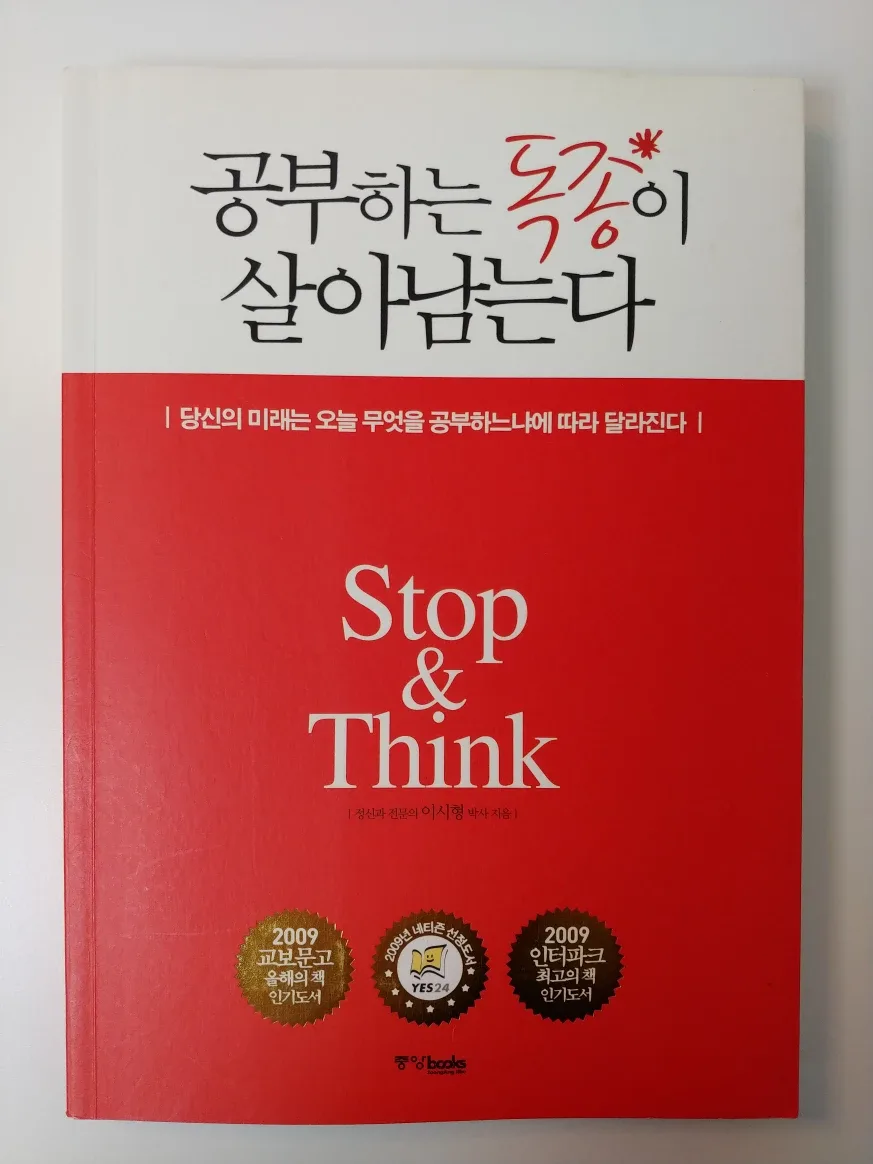 공부하는 독종*이
살아남는다
| 당신의 미래는 오늘 무엇을 공부하느냐에 따라 달라진다 |
Stop
&
Think
| 정신과 전문의 이시형 박사 지음 |
2009
교보문고
올해의 책
인기도서
2009년 네티즌 선정도서
YES24
2009
인터파크
최고의 책
인기도서
중앙books